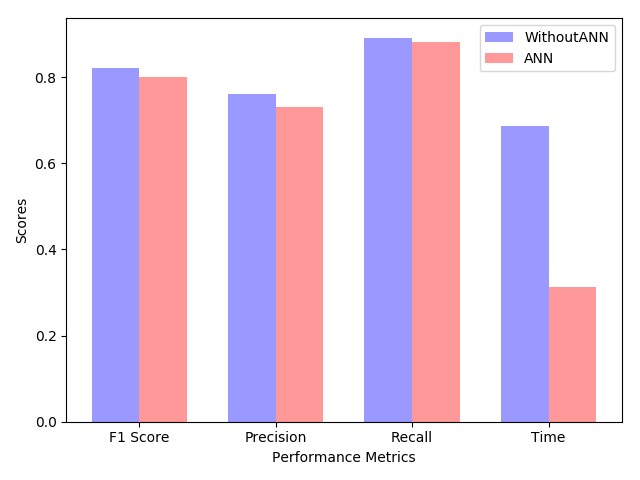 WithoutANN
ANN
0.8
0.6
0.4
0.2
0.0
Scores
F1 Score
Precision
Recall
Time
Performance Metrics